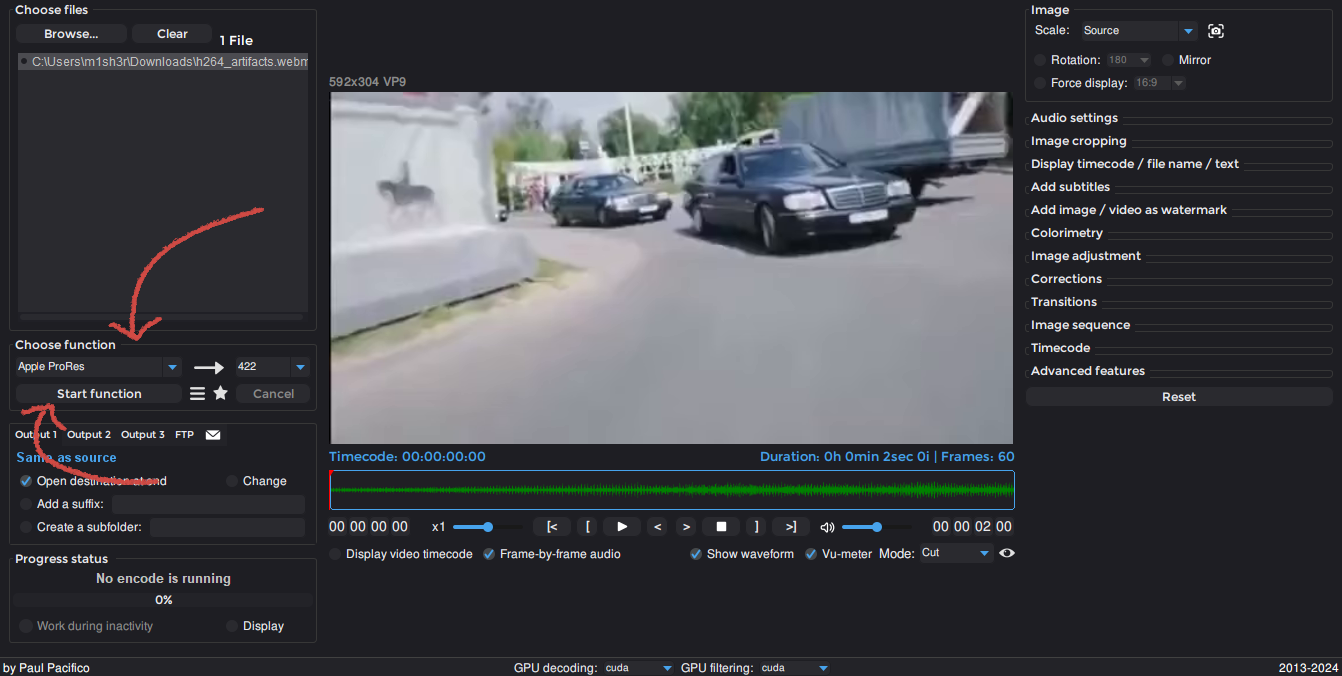 Choose files
Browse...
Clear
1 File
C:\Users\m1sh3r\Downloads\h264_artifacts.webm
Choose function
Apple ProRes
422
Start function
Cancel
Output 1 Output 2 Output 3 FTP
Same as source
Open destination at end
Change
Add a suffix:
Create a subfolder:
Progress status
No encode is running
0%
Work during inactivity
Display
592x304 VP9
Timecode: 00:00:00:00
Duration: 0h 0min 2sec 0i | Frames: 60
00 00 00 00
x1
[<
[
<
>
]
>]
00 00 02 00
Display video timecode
Frame-by-frame audio
Show waveform
Vu-meter
Mode: Cut
Image
Scale: Source
Rotation: 180
Mirror
Force display: 16:9
Audio settings
Image cropping
Display timecode / file name / text
Add subtitles
Add image / video as watermark
Colorimetry
Image adjustment
Corrections
Transitions
Image sequence
Timecode
Advanced features
Reset
by Paul Pacifico
GPU decoding: cuda
GPU filtering: cuda
2013-2024